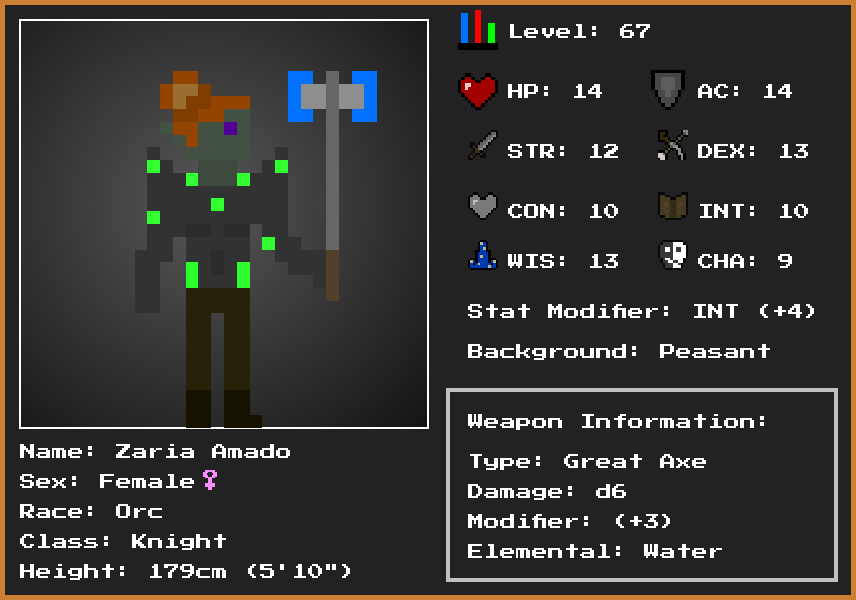 Level: 67
HP: 14
AC: 14
STR: 12
DEX: 13
CON: 10
INT: 10
WIS: 13
CHA: 9
Stat Modifier: INT (+4)
Background: Peasant
Weapon Information:
Type: Great Axe
Damage: d6
Modifier: (+3)
Elemental: Water
Name: Zaria Amado
Sex: Female♀
Race: Orc
Class: Knight
Height: 179cm (5'10")